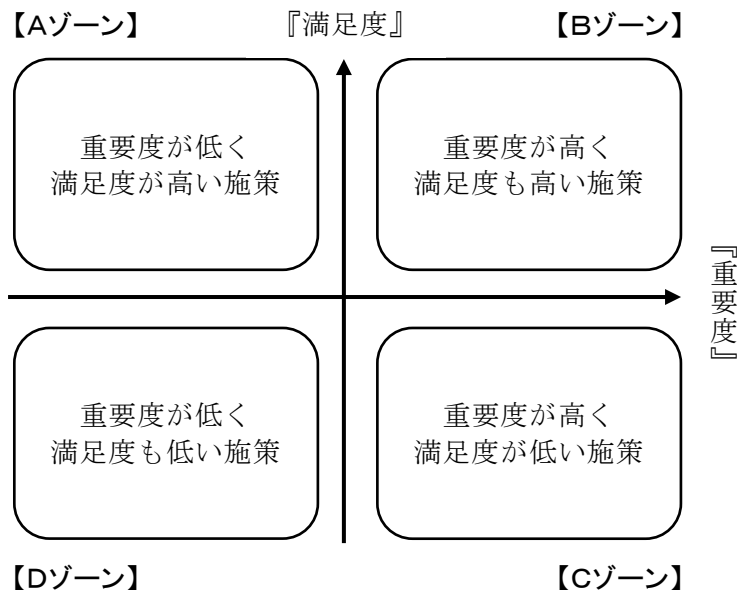 【Aゾーン】
『満足度』
【Bゾーン】
重要度が低く
満足度が高い施策
重要度が高く
満足度も高い施策
『重要度』
重要度が低く
満足度も低い施策
重要度が高く
満足度が低い施策
【Dゾーン】
【Cゾーン】